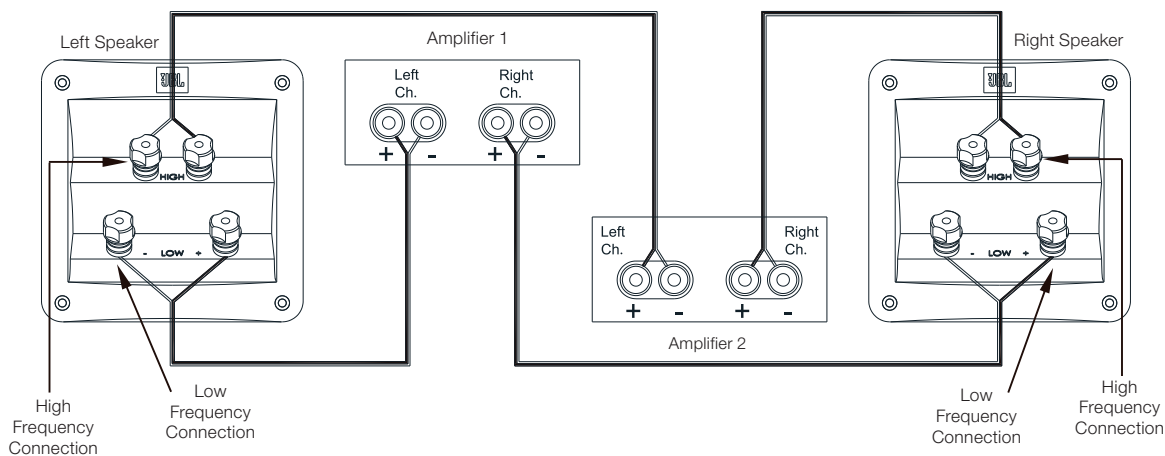 Left Speaker
JBL
HIGH
- LOW +
High
Frequency
Connection
Low
Frequency
Connection
Amplifier 1
Left
Ch.
Right
Ch.
+ -
+ -
Left
Ch.
Right
Ch.
+ -
+ -
Amplifier 2
Right Speaker
JBL
HIGH
- LOW +
Low
Frequency
Connection
High
Frequency
Connection